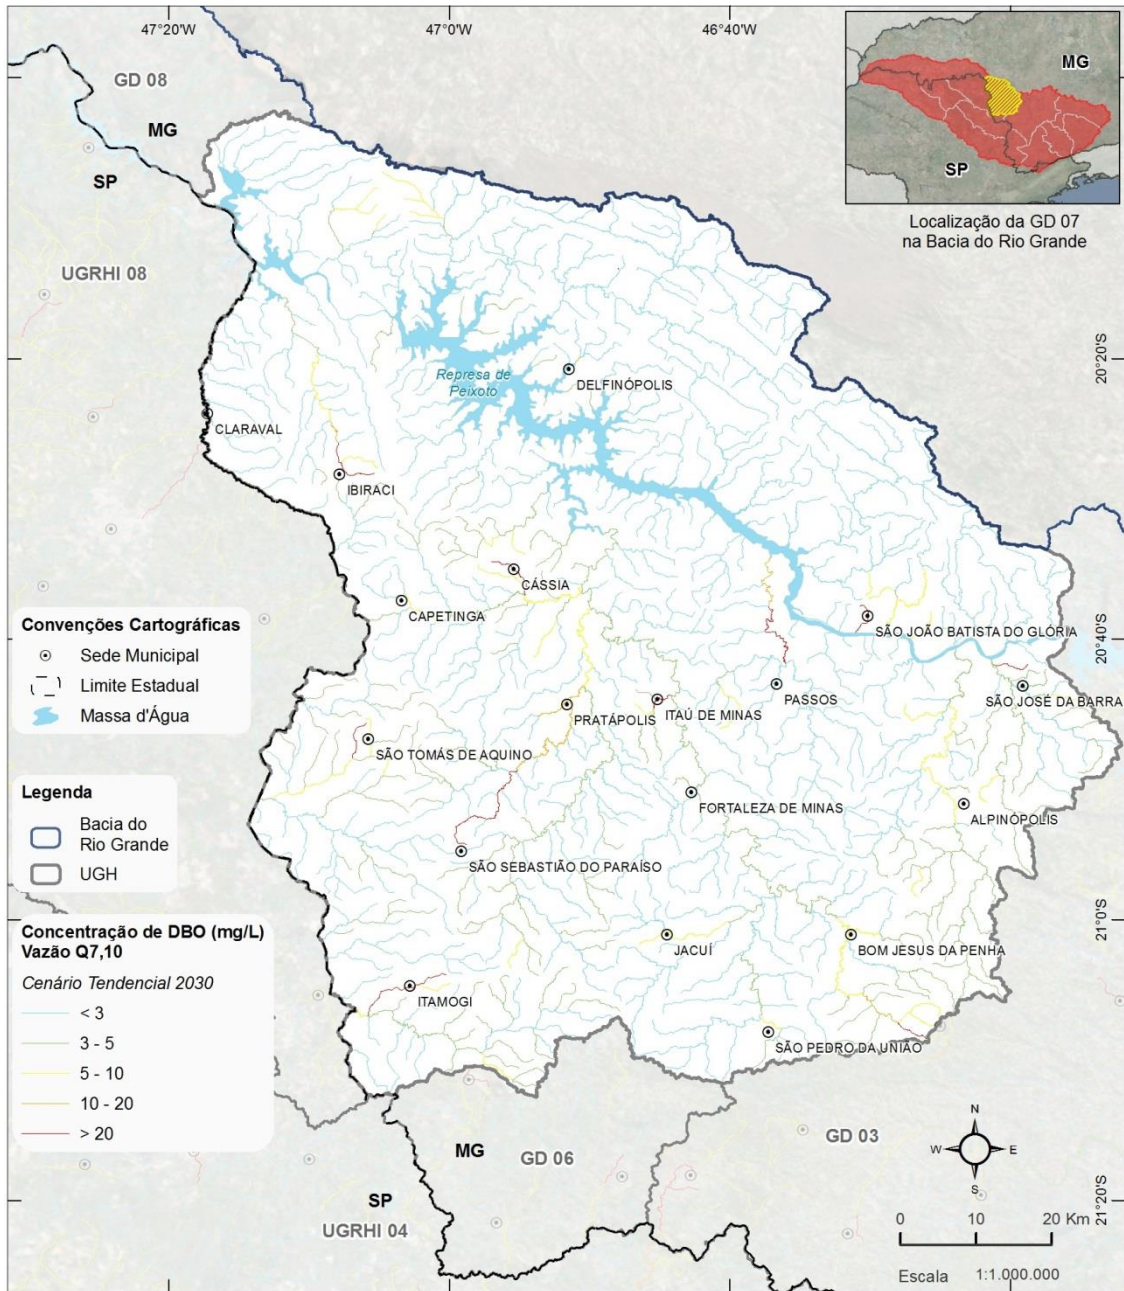 47°20'W
47°0'W
46°40'W
GD 08
MG
SP
UGRHI 08
MG
SP
Localização da GD 07
na Bacia do Rio Grande
20°20'S
Represa de
Peixoto
DELFINÓPOLIS
CLARAVAL
IBIRACI
CÁSSIA
CAPETINGA
SÃO JOÃO BATISTA DO GLÓRIA
20°40'S
PASSOS
SÃO JOSÉ DA BARRA
PRATÁPOLIS
ITAÚ DE MINAS
SÃO TOMÁS DE AQUINO
FORTALEZA DE MINAS
ALPINÓPOLIS
SÃO SEBASTIÃO DO PARAÍSO
21°0'S
JACUÍ
BOM JESUS DA PENHA
ITAMOGI
SÃO PEDRO DA UNIÃO
Convenções Cartográficas
Sede Municipal
Limite Estadual
Massa d'Água
Legenda
Bacia do
Rio Grande
UGH
Concentração de DBO (mg/L)
Vazão Q7,10
Cenário Tendencial 2030
< 3
3 - 5
5 - 10
10 - 20
> 20
MG
GD 06
GD 03
SP
UGRHI 04
21°20'S
N
W
E
S
0 10 20 Km
Escala 1:1.000.000